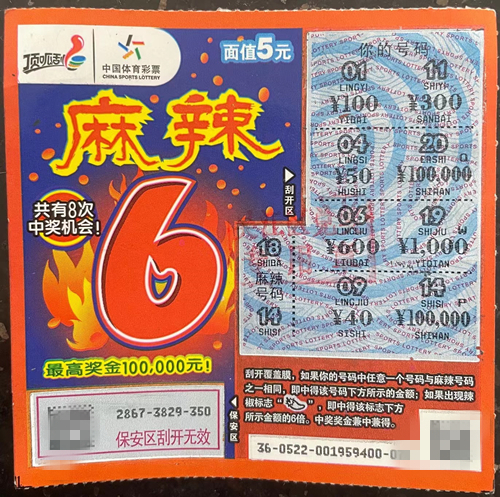 顶呱刮
中国体育彩票
CHINA SPORTS LOTTERY
面值5元
麻辣
6
共有8次
中奖机会!
最高奖金100,000元!
刮开区
你的号码
01 11
LINGYI SHIYI
¥100 ¥300
YIBAI SANBAI
04 20
LINGSI ERSHI Q
¥50 ¥100,000
WUSHI SHIWAN
06 19
LINGLIU SHIJIU W
¥600 ¥1,000
LIUBAI YIQIAN
09 14
LINGJIU SHISI P
¥40 ¥100,000
SISHI SHIWAN
18
SHIBA
麻辣
号码
14
SHISI
刮开覆盖膜，如果你的号码中任意一个号码与麻辣号码
之一相同，即中得该号码下方所示的金额；如果出现辣
椒标志“ ”，即中得该标志下方
所示金额的6倍。中奖奖金兼中兼得。
2867-3829-350
保安区刮开无效
保安区
36-0522-001959400-0